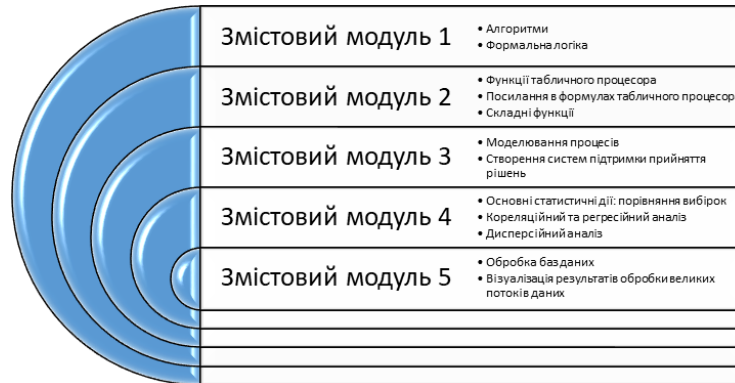 Змістовий модуль 1
• Алгоритми
• Формальна логіка
Змістовий модуль 2
• Функції табличного процесора
• Посилання в формулах табличного процесор
• Складні функції
Змістовий модуль 3
• Моделювання процесів
• Створення систем підтримки прийняття
рішень
Змістовий модуль 4
• Основні статистичні дії: порівняння вибірок
• Кореляційний та регресійний аналіз
• Дисперсійний аналіз
Змістовий модуль 5
• Обробка баз даних
• Візуалізація результатів обробки великих
потоків даних